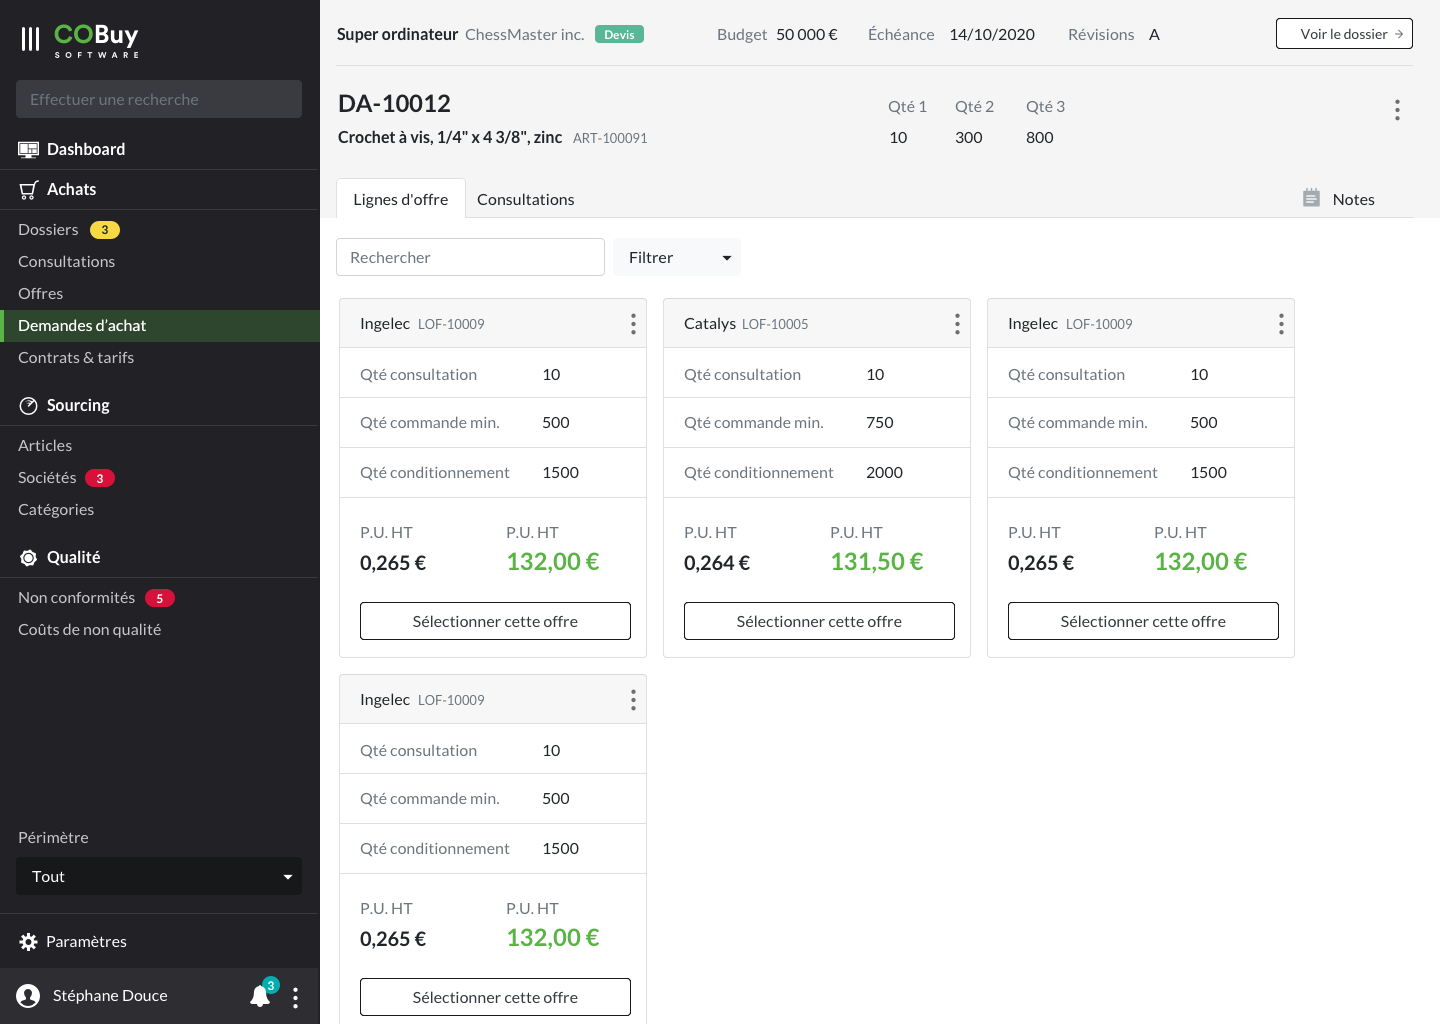 COBuy
SOFTWARE
Effectuer une recherche
Dashboard
Achats
Dossiers 3
Consultations
Offres
Demandes d’achat
Contrats & tarifs
Sourcing
Articles
Sociétés 3
Catégories
Qualité
Non conformités 5
Coûts de non qualité
Périmètre
Tout
Paramètres
Stéphane Douce 3
Super ordinateur ChessMaster inc. Devis Budget 50 000 € Échéance 14/10/2020 Révisions A Voir le dossier →
DA-10012
Crochet à vis, 1/4" x 4 3/8", zinc ART-100091
Qté 1 Qté 2 Qté 3
10 300 800
Lignes d'offre Consultations Notes
Rechercher Filtrer
Ingelec LOF-10009
Qté consultation 10
Qté commande min. 500
Qté conditionnement 1500
P.U. HT P.U. HT
0,265 € 132,00 €
Sélectionner cette offre
Catalys LOF-10005
Qté consultation 10
Qté commande min. 750
Qté conditionnement 2000
P.U. HT P.U. HT
0,264 € 131,50 €
Sélectionner cette offre
Ingelec LOF-10009
Qté consultation 10
Qté commande min. 500
Qté conditionnement 1500
P.U. HT P.U. HT
0,265 € 132,00 €
Sélectionner cette offre
Ingelec LOF-10009
Qté consultation 10
Qté commande min. 500
Qté conditionnement 1500
P.U. HT P.U. HT
0,265 € 132,00 €
Sélectionner cette offre